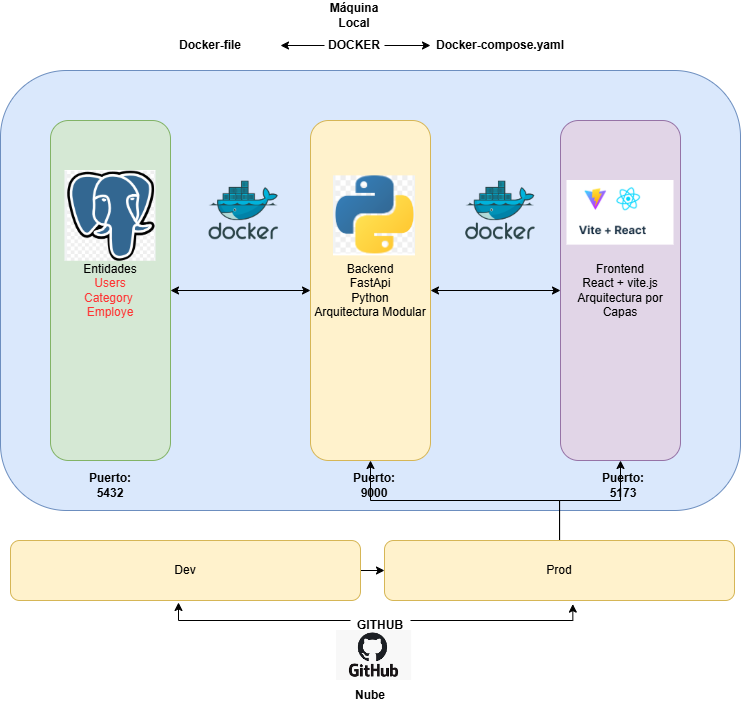 Máquina
Local
Docker-file
DOCKER
Docker-compose.yaml
docker
docker
Vite + React
Entidades
Users
Category
Employe
Backend
FastApi
Python
Arquitectura Modular
Frontend
React + vite.js
Arquitectura por
Capas
Puerto:
5432
Puerto:
9000
Puerto:
5173
Dev
Prod
GITHUB
GitHub
Nube